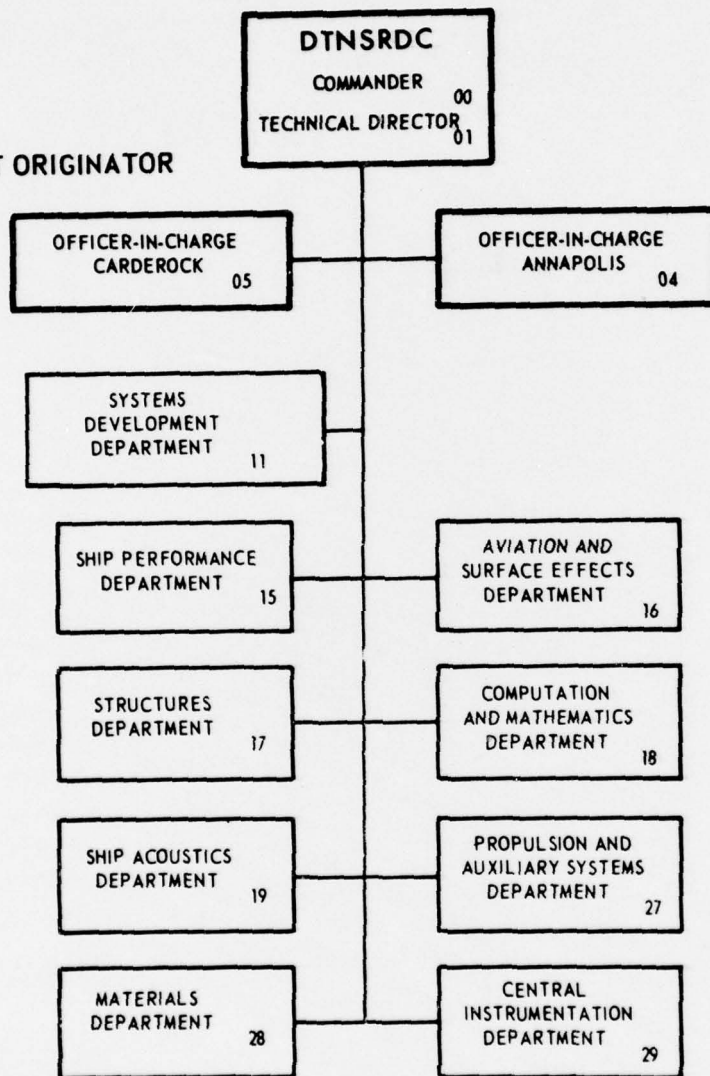 DTNSRDC
COMMANDER
00
TECHNICAL DIRECTOR
01
ORIGINATOR
OFFICER-IN-CHARGE
CARDEROCK
05
OFFICER-IN-CHARGE
ANNAPOLIS
04
SYSTEMS
DEVELOPMENT
DEPARTMENT
11
SHIP PERFORMANCE
DEPARTMENT
15
AVIATION AND
SURFACE EFFECTS
DEPARTMENT
16
STRUCTURES
DEPARTMENT
17
COMPUTATION
AND MATHEMATICS
DEPARTMENT
18
SHIP ACOUSTICS
DEPARTMENT
19
PROPULSION AND
AUXILIARY SYSTEMS
DEPARTMENT
27
MATERIALS
DEPARTMENT
28
CENTRAL
INSTRUMENTATION
DEPARTMENT
29